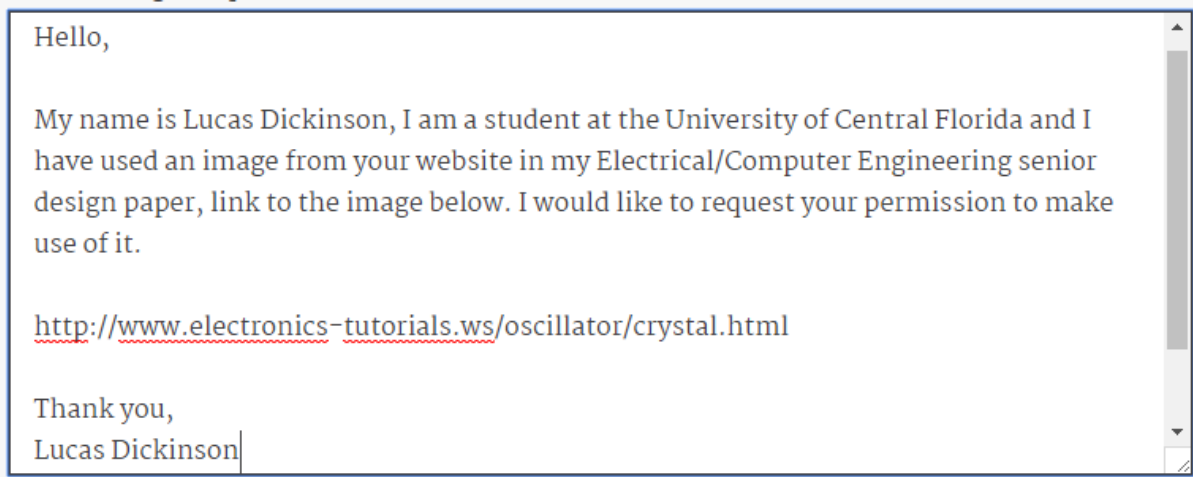 Hello,
My name is Lucas Dickinson, I am a student at the University of Central Florida and I
have used an image from your website in my Electrical/Computer Engineering senior
design paper, link to the image below. I would like to request your permission to make
use of it.
http://www.electronics-tutorials.ws/oscillator/crystal.html
Thank you,
Lucas Dickinson